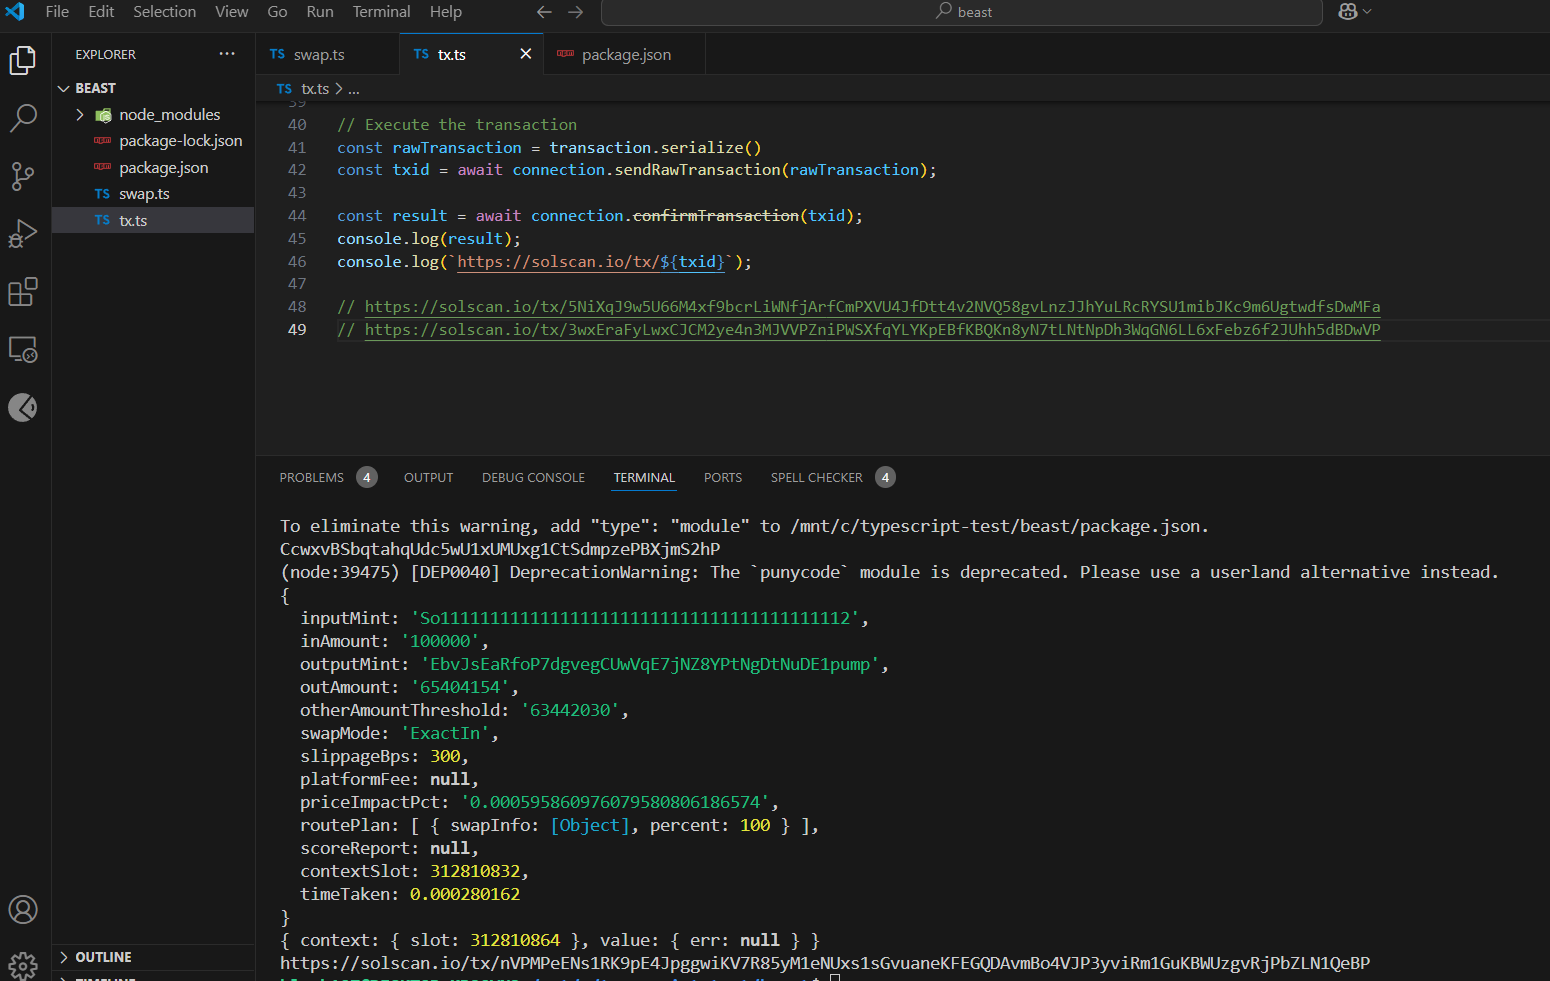 File Edit Selection View Go Run Terminal Help
beast
EXPLORER
BEAST
node_modules
package-lock.json
package.json
swap.ts
tx.ts
OUTLINE
TIMELINE
TS swap.ts
TS tx.ts
package.json
TS tx.ts > ...
39
40 // Execute the transaction
41 const rawTransaction = transaction.serialize()
42 const txid = await connection.sendRawTransaction(rawTransaction);
43
44 const result = await connection.confirmTransaction(txid);
45 console.log(result);
46 console.log(`https://solscan.io/tx/${txid}`);
47
48 // https://solscan.io/tx/5NiXqJ9w5U66M4xf9bcrLiWNfjArfCmPXVU4JfDtt4v2NVQ58gvLnzJJhYuLRcRYSU1mibJKc9m6UgtwdfsDwMFa
49 // https://solscan.io/tx/3wxEraFyLwxCJCM2ye4n3MJVVPZniPWSXfqYLYKpEBfKBQKn8yN7tLNtNpDh3WqGN6LL6xFebz6f2JUhh5dBDwVP
PROBLEMS 4 OUTPUT DEBUG CONSOLE TERMINAL PORTS SPELL CHECKER 4
To eliminate this warning, add "type": "module" to /mnt/c/typescript-test/beast/package.json.
CcwxvBSbqtahqUdc5wU1xUMUxg1CtSdmpzePBXjmS2hP
(node:39475) [DEP0040] DeprecationWarning: The `punycode` module is deprecated. Please use a userland alternative instead.
{
inputMint: 'So11111111111111111111111111111111111111112',
inAmount: '100000',
outputMint: 'EbvJsEaRfoP7dgvegCUwVqE7jNZ8YPtNgDtNuDE1pump',
outAmount: '65404154',
otherAmountThreshold: '63442030',
swapMode: 'ExactIn',
slippageBps: 300,
platformFee: null,
priceImpactPct: '0.000595860976079580806186574',
routePlan: [ { swapInfo: [Object], percent: 100 } ],
scoreReport: null,
contextSlot: 312810832,
timeTaken: 0.000280162
}
{ context: { slot: 312810864 }, value: { err: null } }
https://solscan.io/tx/nVPMPeENs1RK9pE4JpggwiKV7R85yM1eNUxs1sGvuaneKFEGQDAvmBo4VJP3yviRm1GuKBWUzgvRjPbZLN1QeBP